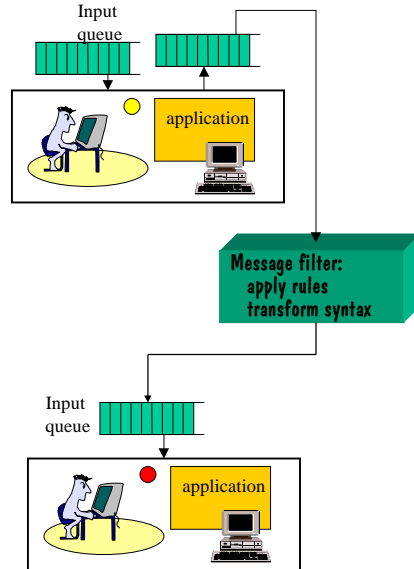 Input
queue
application
Message filter:
apply rules
transform syntax
Input
queue
application